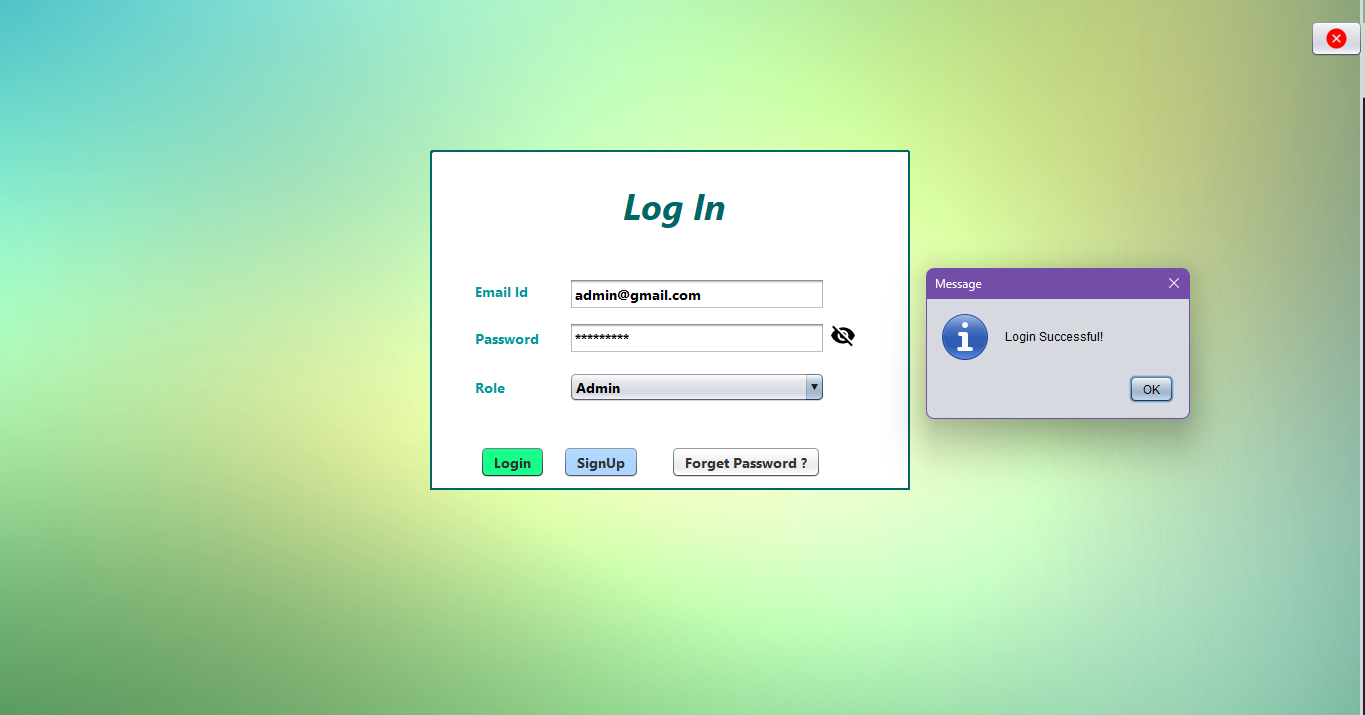 Log In
Email Id
admin@gmail.com
Password
*********
Role
Admin
Login
SignUp
Forget Password ?
Message
Login Successful!
OK